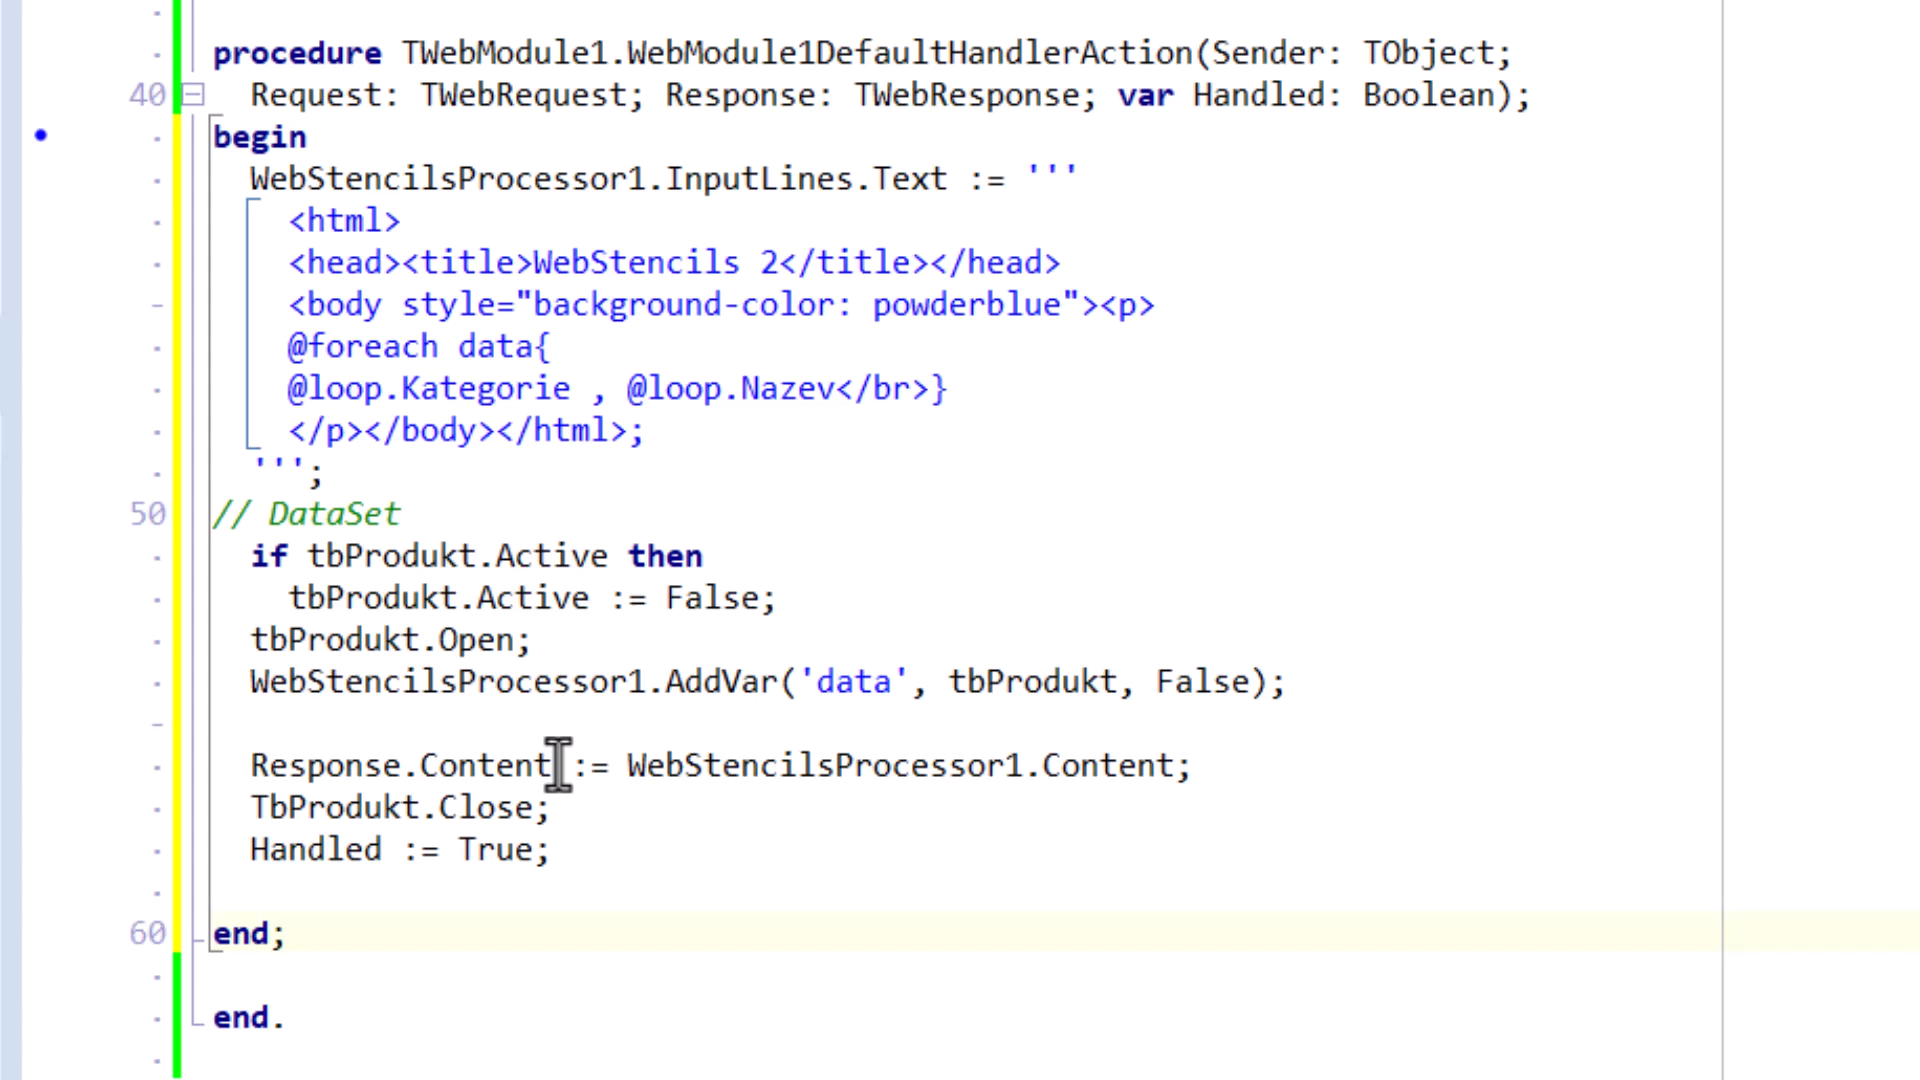 procedure TWebModule1.WebModule1DefaultHandlerAction(Sender: TObject;
40 Request: TWebRequest; Response: TWebResponse; var Handled: Boolean);
begin
WebStencilsProcessor1.InputLines.Text := '''
<html>
<head><title>WebStencils 2</title></head>
<body style="background-color: powderblue"><p>
@foreach data{
@loop.Kategorie , @loop.Nazev</br>}
</p></body></html>;
''';
50 // DataSet
if tbProdukt.Active then
tbProdukt.Active := False;
tbProdukt.Open;
WebStencilsProcessor1.AddVar('data', tbProdukt, False);
Response.Content := WebStencilsProcessor1.Content;
TbProdukt.Close;
Handled := True;
60 end;
end.